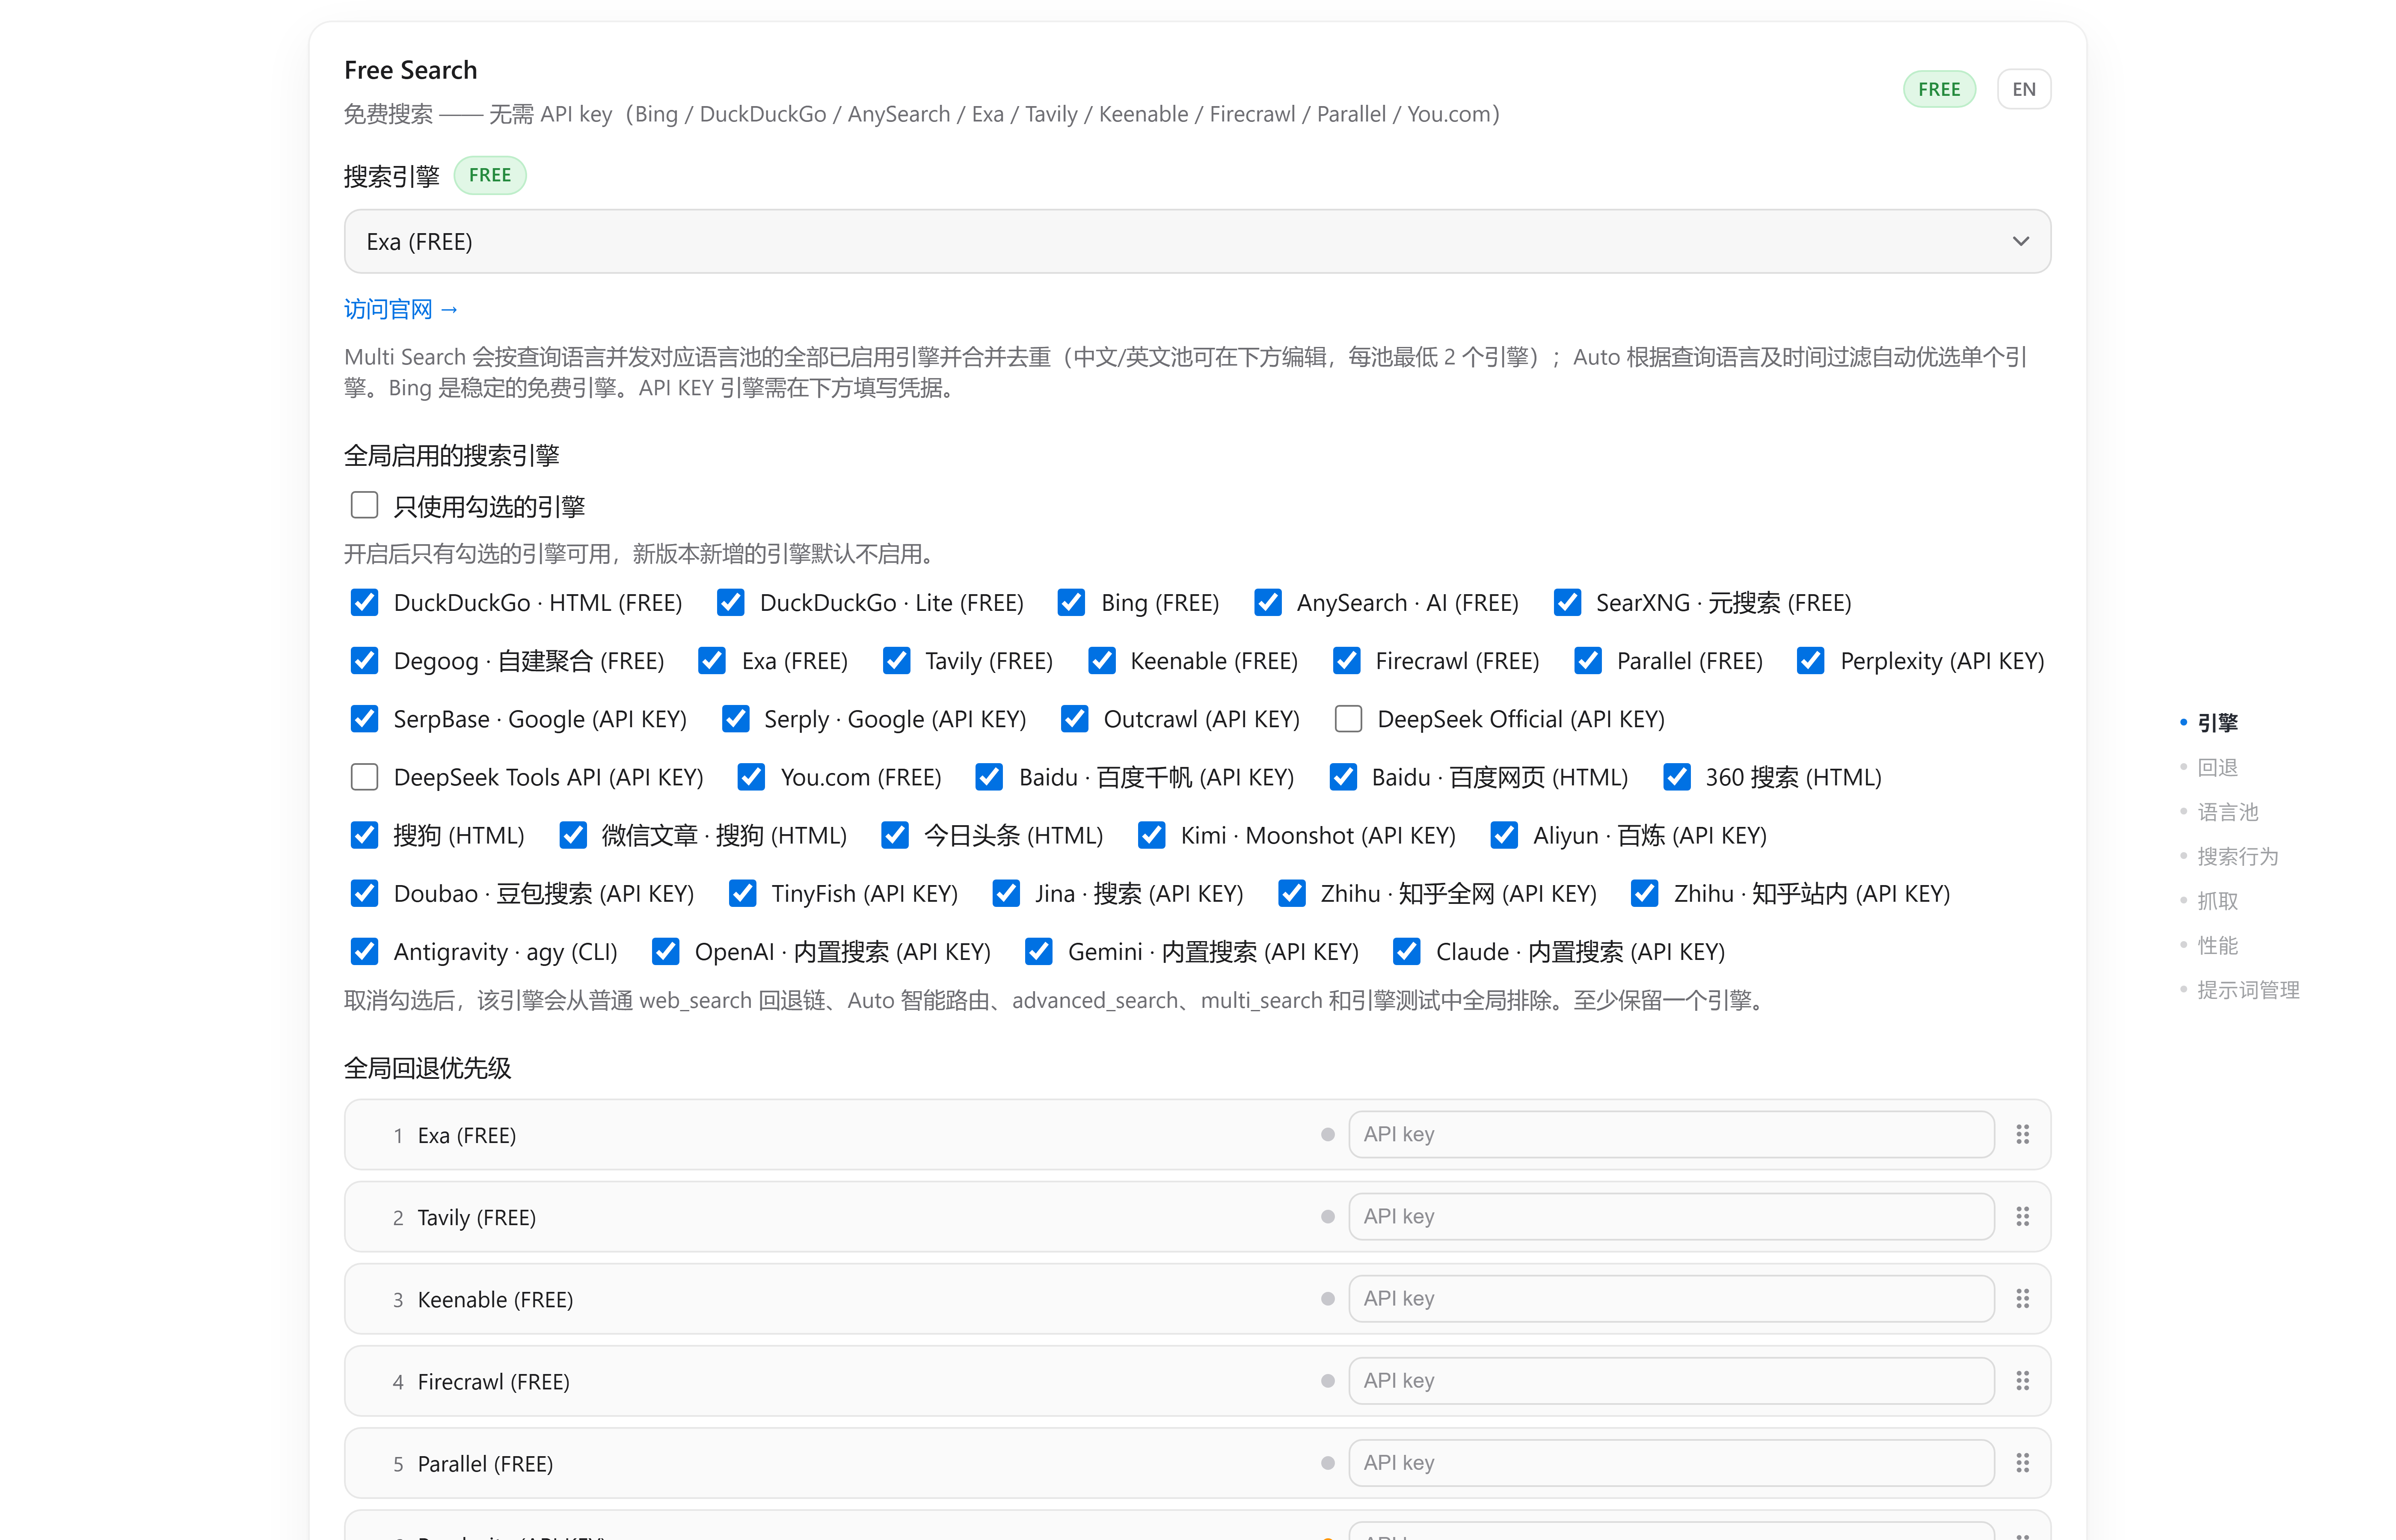 Free Search
免费搜索 —— 无需 API key（Bing / DuckDuckGo / AnySearch / Exa / Tavily / Keenable / Firecrawl / Parallel / You.com）
FREE
EN
搜索引擎 FREE
Exa (FREE)
访问官网 →
Multi Search 会按查询语言并发对应语言池的全部已启用引擎并合并去重（中文/英文池可在下方编辑，每池最低 2 个引擎）；Auto 根据查询语言及时间过滤自动优选单个引
擎。Bing 是稳定的免费引擎。API KEY 引擎需在下方填写凭据。
全局启用的搜索引擎
只使用勾选的引擎
开启后只有勾选的引擎可用，新版本新增的引擎默认不启用。
DuckDuckGo · HTML (FREE) DuckDuckGo · Lite (FREE) Bing (FREE) AnySearch · AI (FREE) SearXNG · 元搜索 (FREE)
Degoog · 自建聚合 (FREE) Exa (FREE) Tavily (FREE) Keenable (FREE) Firecrawl (FREE) Parallel (FREE) Perplexity (API KEY)
SerpBase · Google (API KEY) Serply · Google (API KEY) Outcrawl (API KEY) DeepSeek Official (API KEY)
DeepSeek Tools API (API KEY) You.com (FREE) Baidu · 百度千帆 (API KEY) Baidu · 百度网页 (HTML) 360 搜索 (HTML)
搜狗 (HTML) 微信文章 · 搜狗 (HTML) 今日头条 (HTML) Kimi · Moonshot (API KEY) Aliyun · 百炼 (API KEY)
Doubao · 豆包搜索 (API KEY) TinyFish (API KEY) Jina · 搜索 (API KEY) Zhihu · 知乎全网 (API KEY) Zhihu · 知乎站内 (API KEY)
Antigravity · agy (CLI) OpenAI · 内置搜索 (API KEY) Gemini · 内置搜索 (API KEY) Claude · 内置搜索 (API KEY)
取消勾选后，该引擎会从普通 web_search 回退链、Auto 智能路由、advanced_search、multi_search 和引擎测试中全局排除。至少保留一个引擎。
全局回退优先级
1 Exa (FREE) API key
2 Tavily (FREE) API key
3 Keenable (FREE) API key
4 Firecrawl (FREE) API key
5 Parallel (FREE) API key
引擎
回退
语言池
搜索行为
抓取
性能
提示词管理